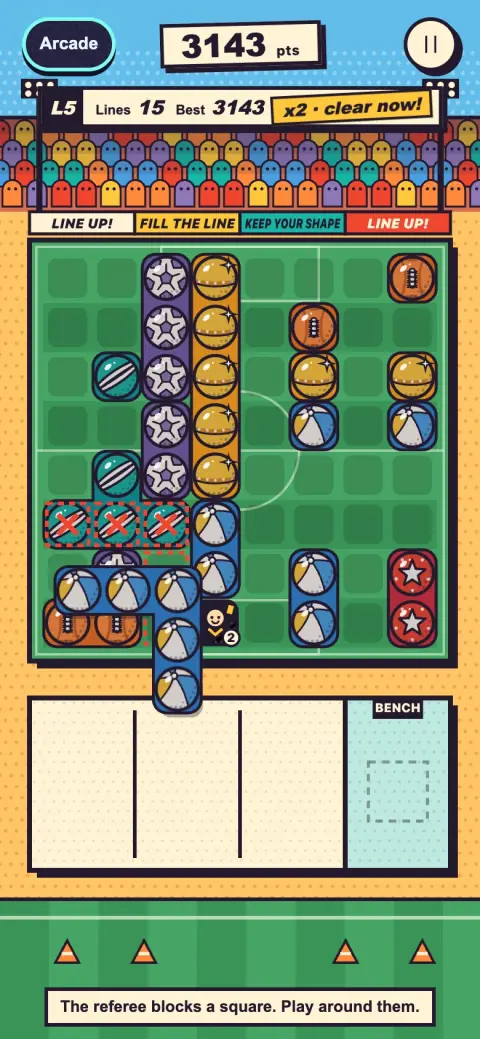 Arcade
3143 pts
L5 Lines 15 Best 3143 x2 · clear now!
LINE UP! FILL THE LINE KEEP YOUR SHAPE LINE UP!
2
BENCH
The referee blocks a square. Play around them.